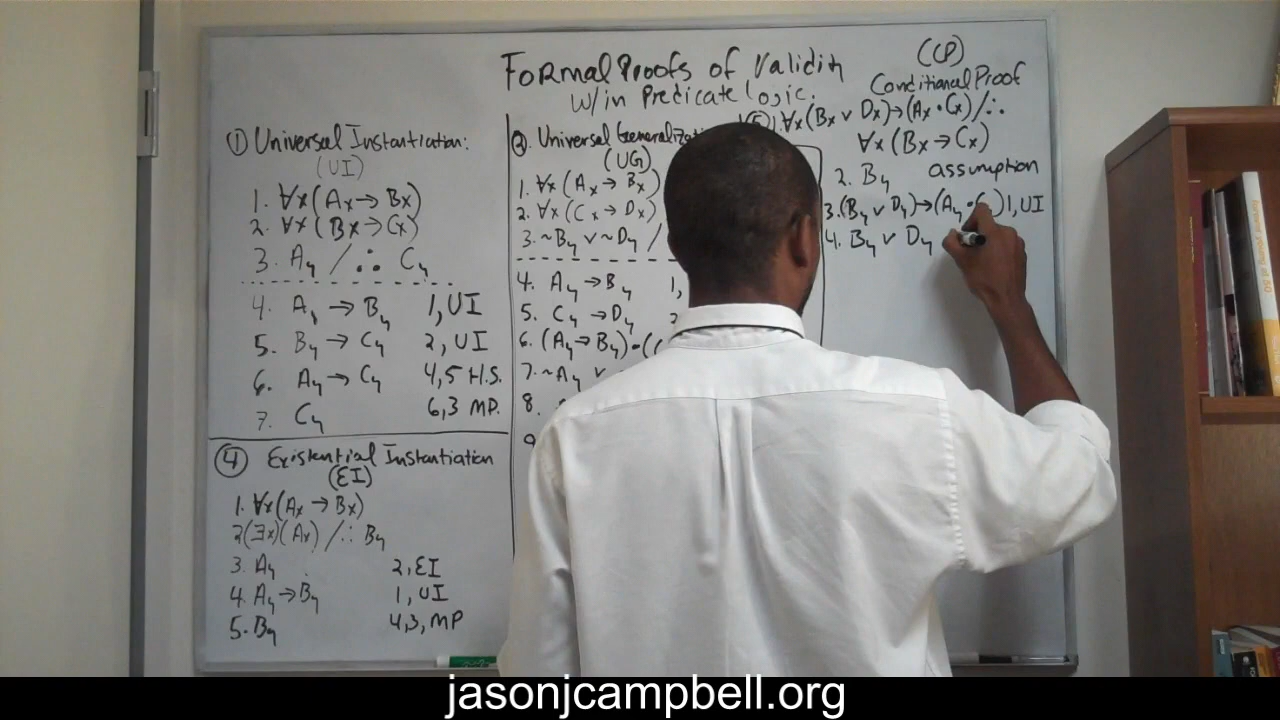 Formal Proofs of Validity
w/in Predicate logic.
① Universal Instantiation:
(UI)
1. ∀x(Ax → Bx)
2. ∀x(Bx → Cx)
3. Ay / ∴ Cy
4. Ay → By 1, UI
5. By → Cy 2, UI
6. Ay → Cy 4,5 H.S.
7. Cy 6,3 MP.
④ Existential Instantiation
(EI)
1. ∀x(Ax → Bx)
2(∃x)(Ax) /∴ By
3. Ay 2, EI
4. Ay → By 1, UI
5. By 4,3, MP
②. Universal
(UG)
1. ∀x(Ax → Bx)
2. ∀x(Cx → Dx)
3. ~By ∨ ~Dy /
4. Ay → By 1,
5. Cy → Dy
6. (Ay → By)•(
7. ~Ay ∨
8.
9
(CP)
Conditional Proof
1. ∀x(Bx ∨ Dx)→(Ax • Cx) /∴
∀x(Bx → Cx)
2. By assumption
3. (By ∨ Dy)→(Ay • 1, UI
4. By ∨ Dy
jasonjcampbell.org